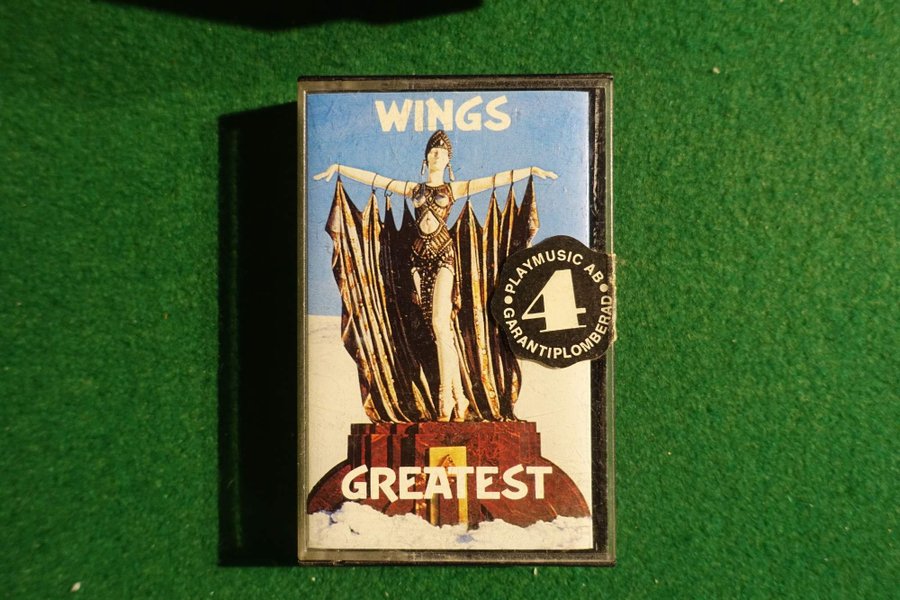 WINGS
PLAYMUSIC AB
4
GARANTIPLOMBERAD
GREATEST